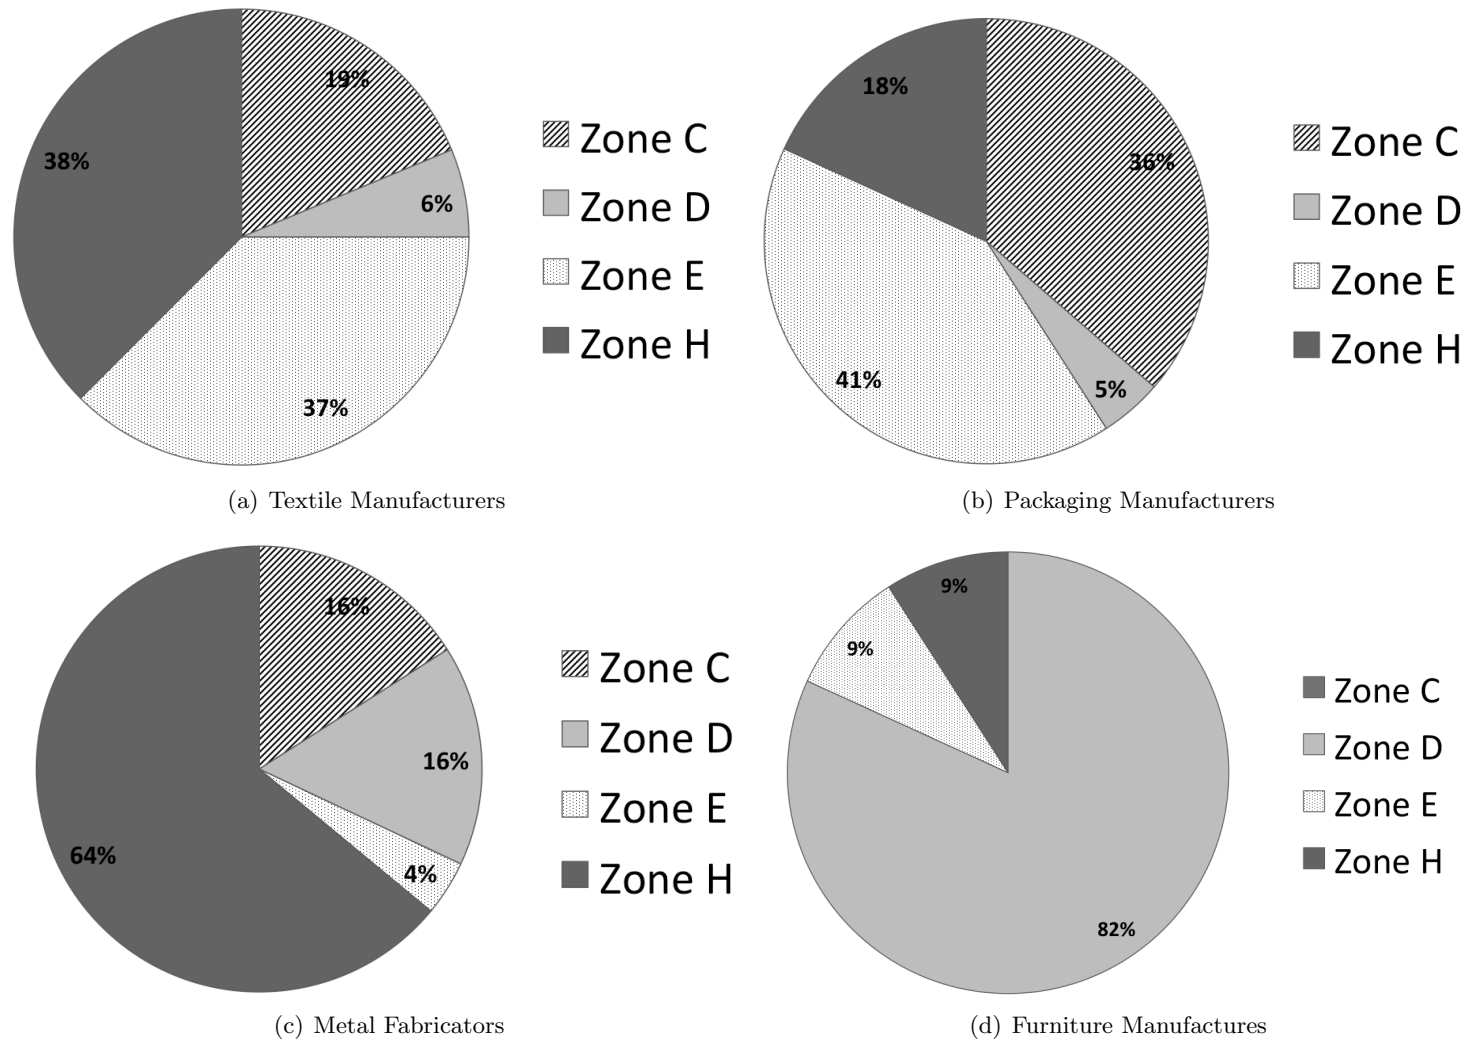 19%
6%
37%
38%
Zone C
Zone D
Zone E
Zone H
(a) Textile Manufacturers
36%
5%
41%
18%
Zone C
Zone D
Zone E
Zone H
(b) Packaging Manufacturers
16%
16%
4%
64%
Zone C
Zone D
Zone E
Zone H
(c) Metal Fabricators
82%
9%
9%
Zone C
Zone D
Zone E
Zone H
(d) Furniture Manufactures